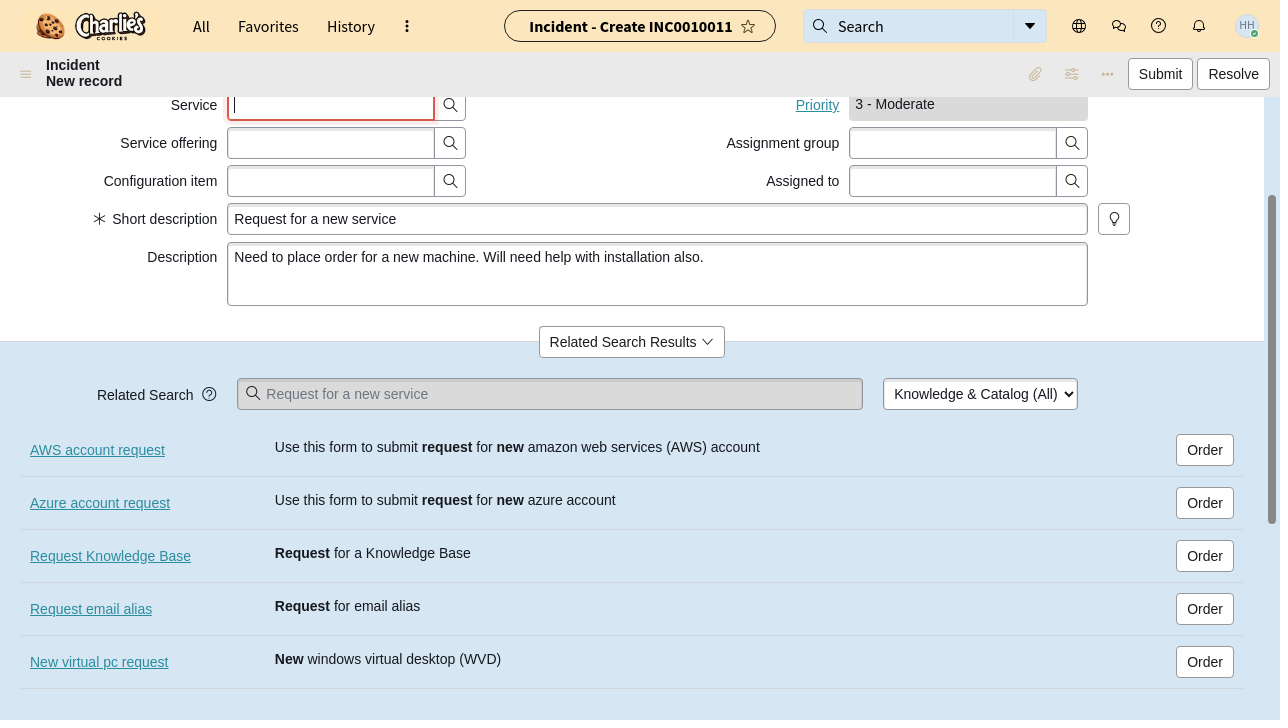 Charlie's
COOKIES
All
Favorites
History
Incident - Create INC0010011
Search
HH
Incident
New record
Submit
Resolve
Service
Priority
3 - Moderate
Service offering
Assignment group
Configuration item
Assigned to
Short description
Request for a new service
Description
Need to place order for a new machine. Will need help with installation also.
Related Search Results
Related Search
Request for a new service
Knowledge & Catalog (All)
AWS account request
Use this form to submit request for new amazon web services (AWS) account
Order
Azure account request
Use this form to submit request for new azure account
Order
Request Knowledge Base
Request for a Knowledge Base
Order
Request email alias
Request for email alias
Order
New virtual pc request
New windows virtual desktop (WVD)
Order